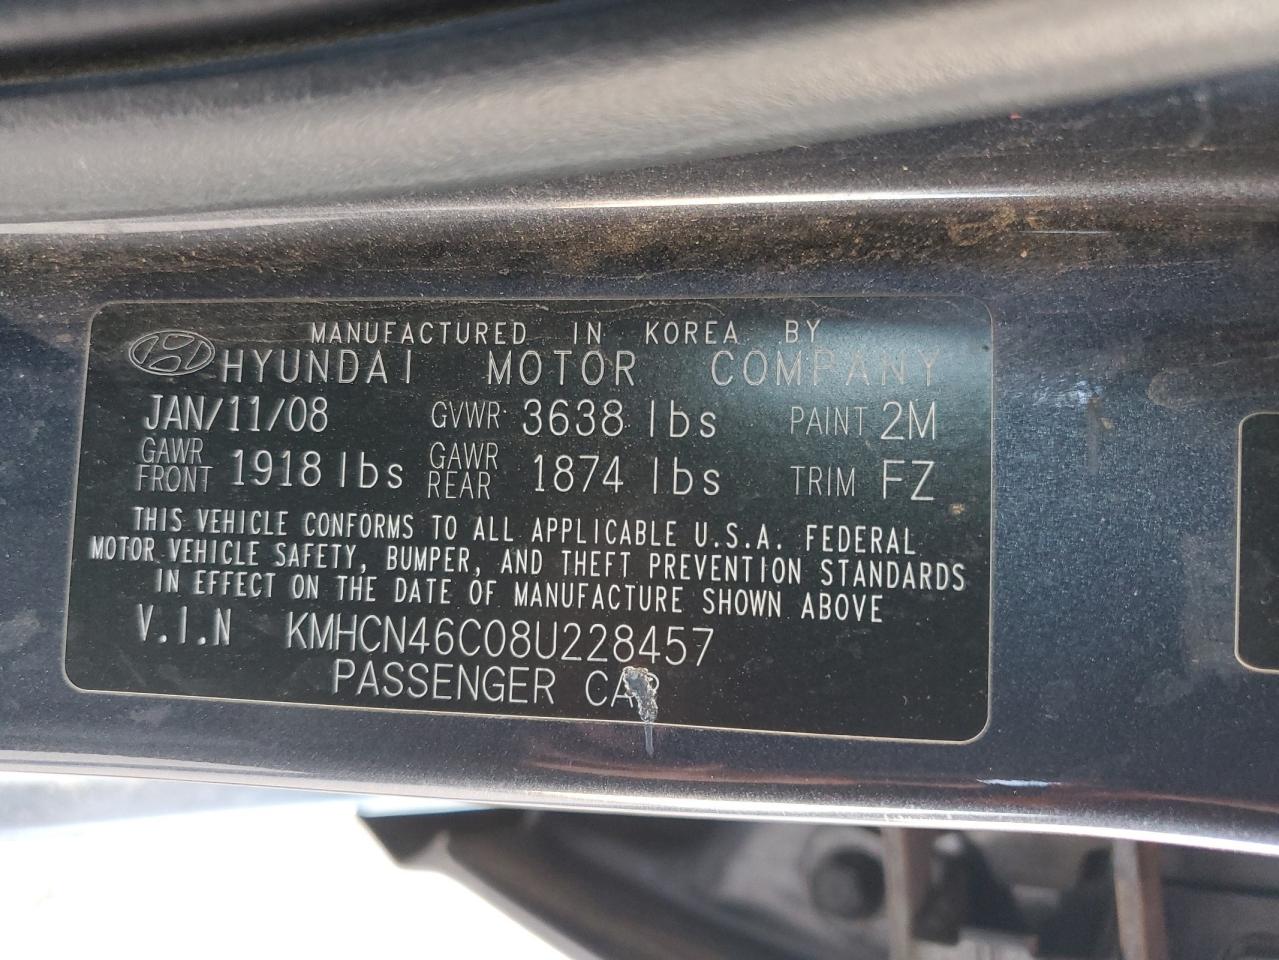 MANUFACTURED IN KOREA BY
HYUNDAI MOTOR COMPANY
JAN/11/08 GVWR 3638 lbs PAINT 2M
GAWR FRONT 1918 lbs GAWR REAR 1874 lbs TRIM FZ
THIS VEHICLE CONFORMS TO ALL APPLICABLE U.S.A. FEDERAL
MOTOR VEHICLE SAFETY, BUMPER, AND THEFT PREVENTION STANDARDS
IN EFFECT ON THE DATE OF MANUFACTURE SHOWN ABOVE
V.I.N KMHCN46C08U228457
PASSENGER CAR